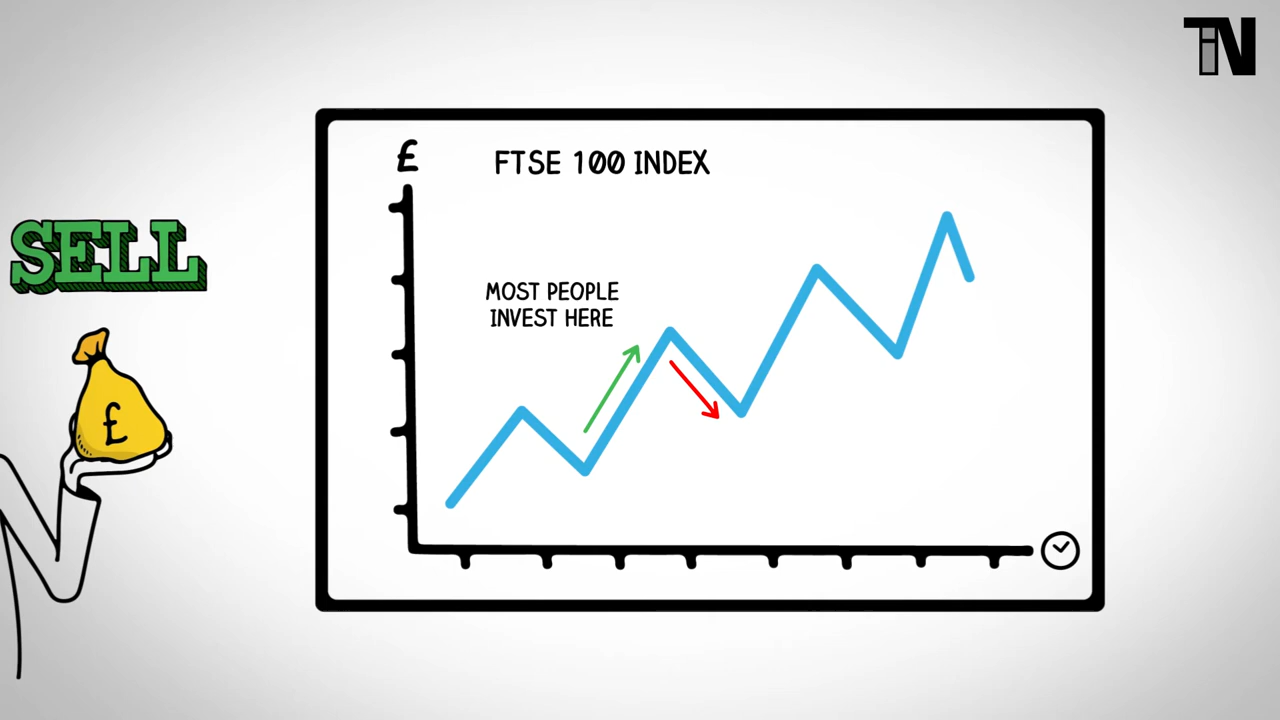 TiN
£
FTSE 100 INDEX
SELL
MOST PEOPLE
INVEST HERE
£